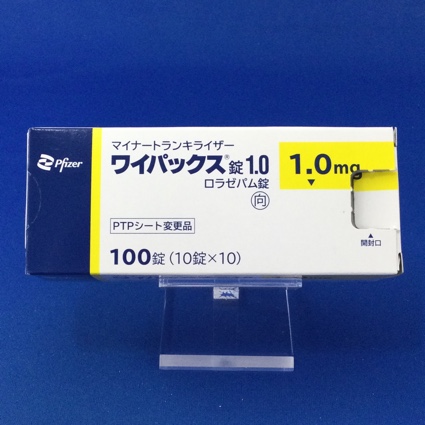 Pfizer
マイナートランキライザー
ワイパックス®錠1.0
ロラゼパム錠
向
1.0mg
▼
PTPシート変更品
▲
開封口
100錠(10錠×10)